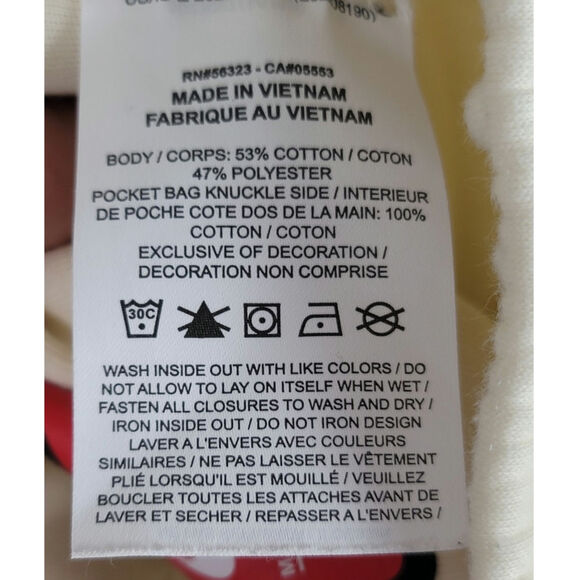 RN#56323 - CA#05553
MADE IN VIETNAM
FABRIQUE AU VIETNAM
BODY / CORPS: 53% COTTON / COTON
47% POLYESTER
POCKET BAG KNUCKLE SIDE / INTERIEUR
DE POCHE COTE DOS DE LA MAIN: 100%
COTTON / COTON
EXCLUSIVE OF DECORATION /
DECORATION NON COMPRISE
30C
WASH INSIDE OUT WITH LIKE COLORS / DO
NOT ALLOW TO LAY ON ITSELF WHEN WET /
FASTEN ALL CLOSURES TO WASH AND DRY /
IRON INSIDE OUT / DO NOT IRON DESIGN
LAVER A L'ENVERS AVEC COULEURS
SIMILAIRES / NE PAS LAISSER LE VÊTEMENT
PLIÉ LORSQU'IL EST MOUILLÉ / VEUILLEZ
BOUCLER TOUTES LES ATTACHES AVANT DE
LAVER ET SECHER / REPASSER A L'ENVERS /